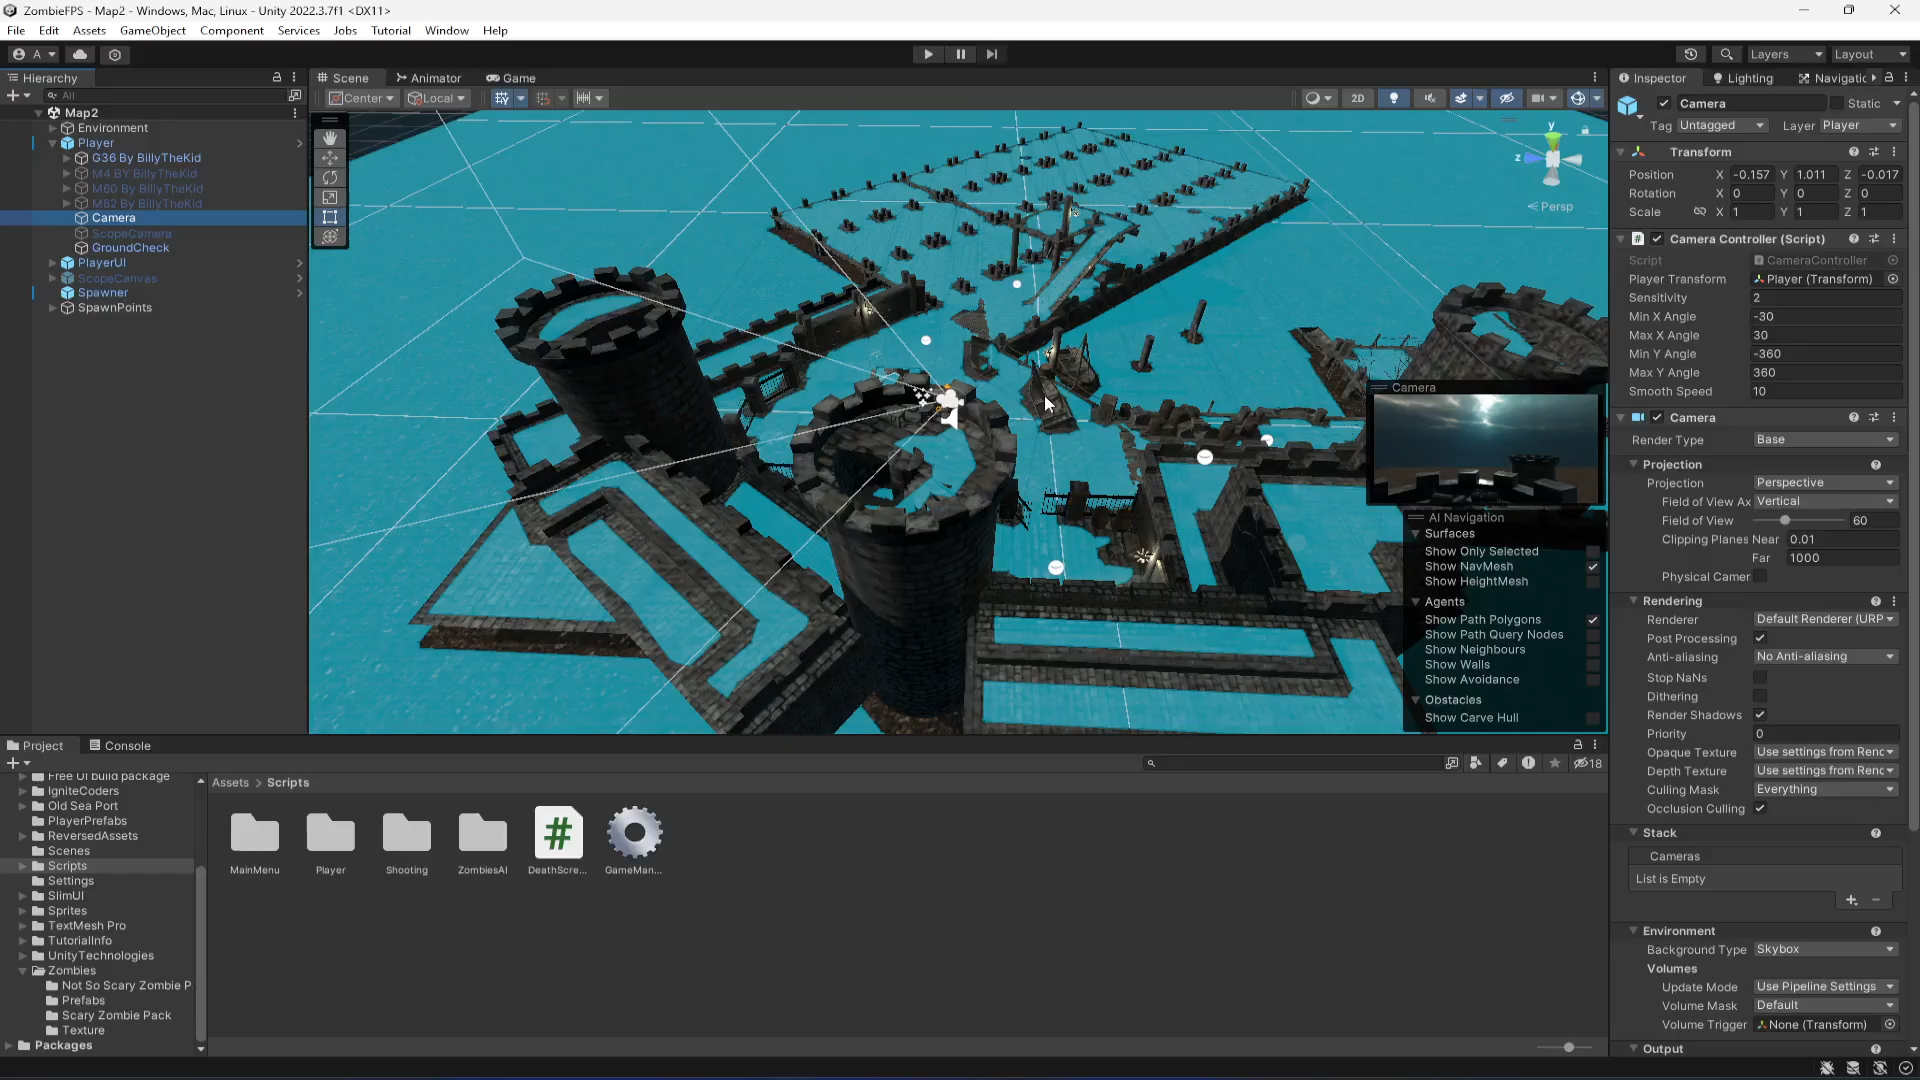 ZombieFPS - Map2 - Windows, Mac, Linux - Unity 2022.3.7f1 <DX11>
File Edit Assets GameObject Component Services Jobs Tutorial Window Help
A Layers Layout
Hierarchy
All
Map2
Environment
Player
G36 By BillyTheKid
M4 BY BillyTheKid
M60 By BillyTheKid
M82 By BillyTheKid
Camera
ScopeCamera
GroundCheck
PlayerUI
ScopeCanvas
Spawner
SpawnPoints
Scene Animator Game
Center Local 2D
y
z
Persp
Camera
AI Navigation
Surfaces
Show Only Selected
Show NavMesh
Show HeightMesh
Agents
Show Path Polygons
Show Path Query Nodes
Show Neighbours
Show Walls
Show Avoidance
Obstacles
Show Carve Hull
Inspector Lighting Navigatic
Camera Static
Tag Untagged Layer Player
Transform
Position X -0.157 Y 1.011 Z -0.017
Rotation X 0 Y 0 Z 0
Scale X 1 Y 1 Z 1
Camera Controller (Script)
Script CameraController
Player Transform Player (Transform)
Sensitivity 2
Min X Angle -30
Max X Angle 30
Min Y Angle -360
Max Y Angle 360
Smooth Speed 10
Camera
Render Type Base
Projection
Projection Perspective
Field of View Ax Vertical
Field of View 60
Clipping Planes Near 0.01
Far 1000
Physical Camer
Rendering
Renderer Default Renderer (URP
Post Processing
Anti-aliasing No Anti-aliasing
Stop NaNs
Dithering
Render Shadows
Priority 0
Opaque Texture Use settings from Renc
Depth Texture Use settings from Renc
Culling Mask Everything
Occlusion Culling
Stack
Cameras
List is Empty
Environment
Background Type Skybox
Volumes
Update Mode Use Pipeline Settings
Volume Mask Default
Volume Trigger None (Transform)
Output
Project Console
18
Free UI build package
IgniteCoders
Old Sea Port
PlayerPrefabs
ReversedAssets
Scenes
Scripts
Settings
SlimUI
Sprites
TextMesh Pro
TutorialInfo
UnityTechnologies
Zombies
Not So Scary Zombie P
Prefabs
Scary Zombie Pack
Texture
Packages
Assets > Scripts
MainMenu Player Shooting ZombiesAI DeathScre... GameMan...